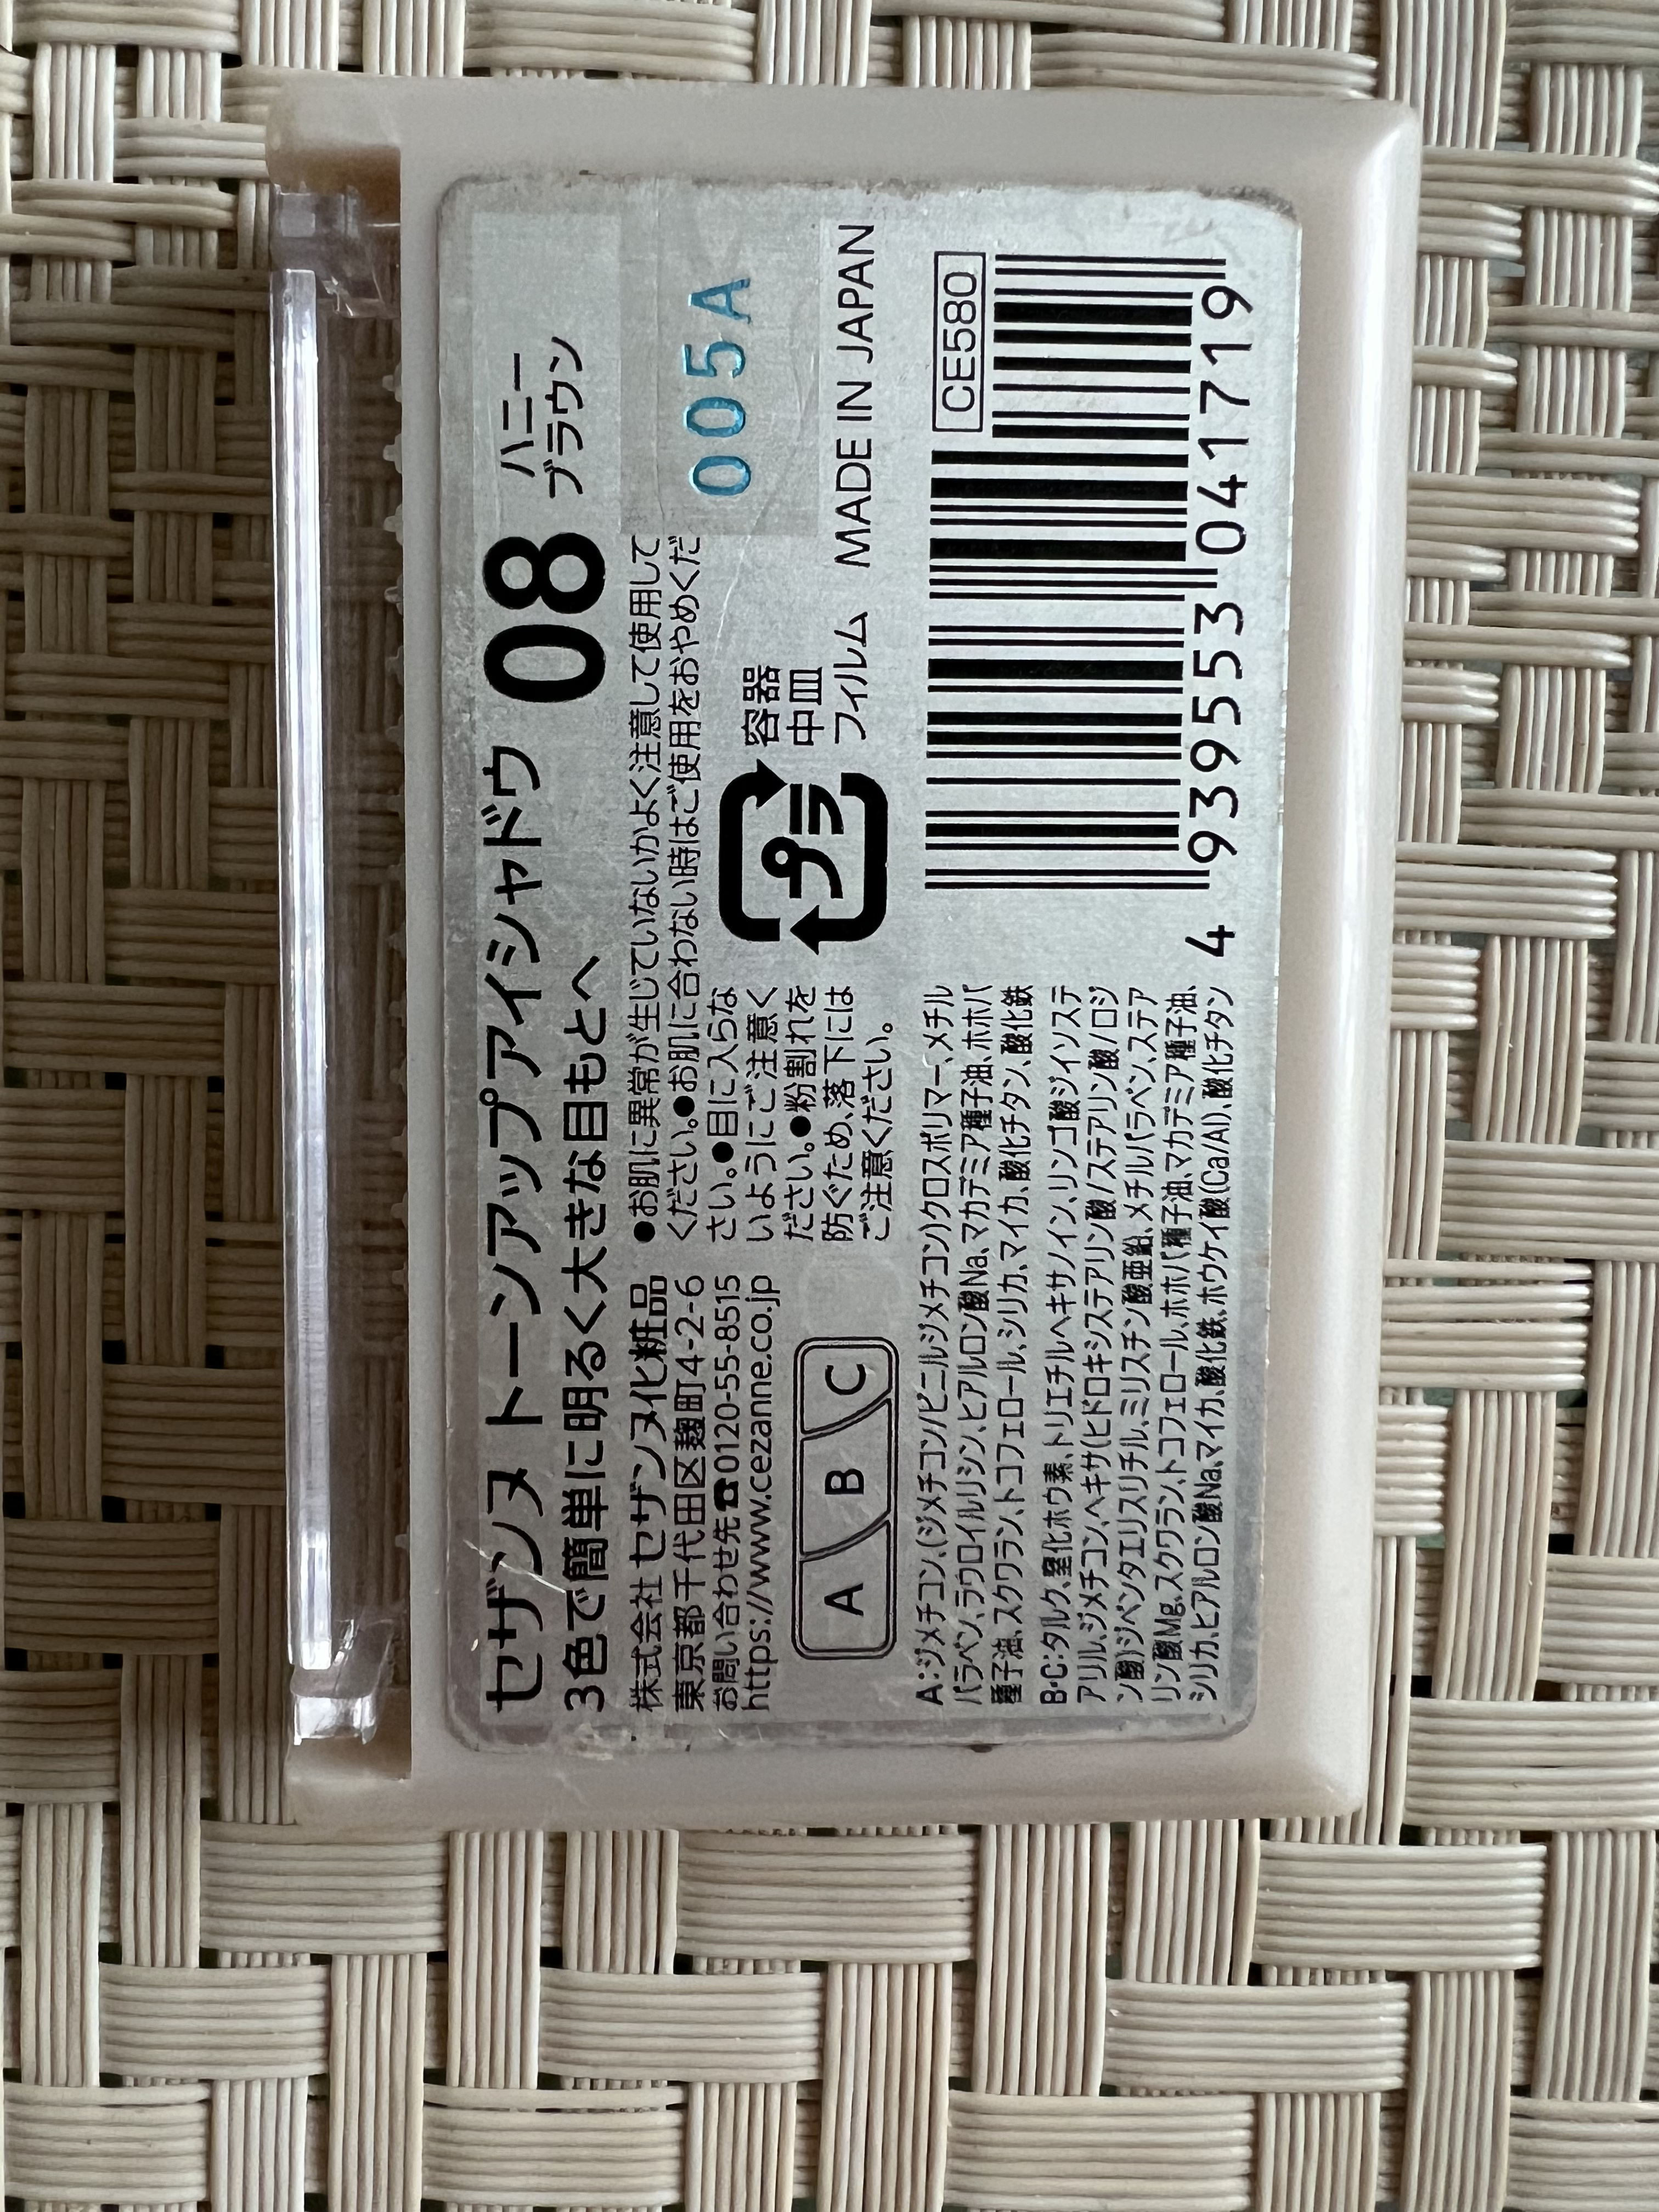 セザンヌ トーンアップアイシャドウ 08 ハニー
ブラウン
3色で簡単に明るく大きな目もとへ
株式会社 セザンヌ化粧品
東京都千代田区麹町4-2-6
お問い合わせ先☎0120-55-8515
https://www.cezanne.co.jp
●お肌に異常が生じていないかよく注意して使用して
ください。●お肌に合わない時はご使用をおやめくだ
さい。●目に入らな
いようにご注意く
ださい。●粉割れを
防ぐため、落下には
ご注意ください。
005A
プラ
容器
中皿
フィルム
MADE IN JAPAN
A B C
CE580
A:ジメチコン、(ジメチコン/ビニルジメチコン)クロスポリマー、メチル
パラベン、ラウロイルリシン、ヒアルロン酸Na、マカデミア種子油、ホホバ
種子油、スクワラン、トコフェロール、シリカ、マイカ、酸化チタン、酸化鉄
B・C:タルク、窒化ホウ素、トリエチルヘキサノイン、リンゴ酸ジイソステ
アリル、ジメチコン、ヘキサ(ヒドロキシステアリン酸/ステアリン酸/ロジ
ン酸)ジペンタエリスリチル、ミリスチン酸亜鉛、メチルパラベン、ステア
リン酸Mg、スクワラン、トコフェロール、ホホバ種子油、マカデミア種子油、
シリカ、ヒアルロン酸Na、マイカ、酸化鉄、ホウケイ酸(Ca/Al)、酸化チタン
4 939553 041719